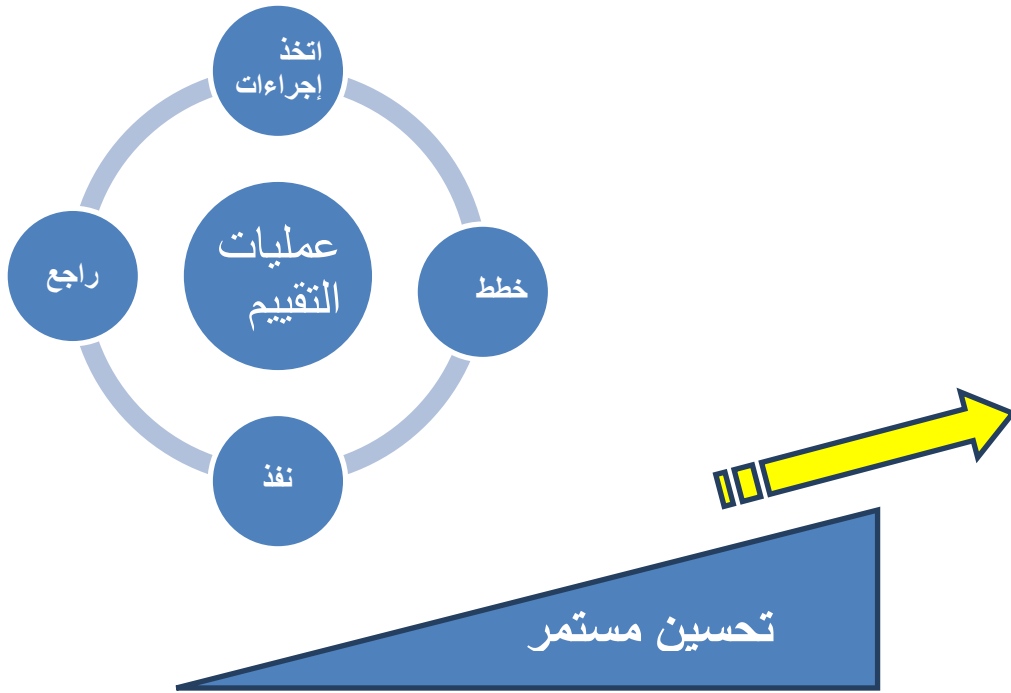 اتخذ
إجراءات
خطط
عمليات
التقييم
راجع
نفذ
تحسين مستمر